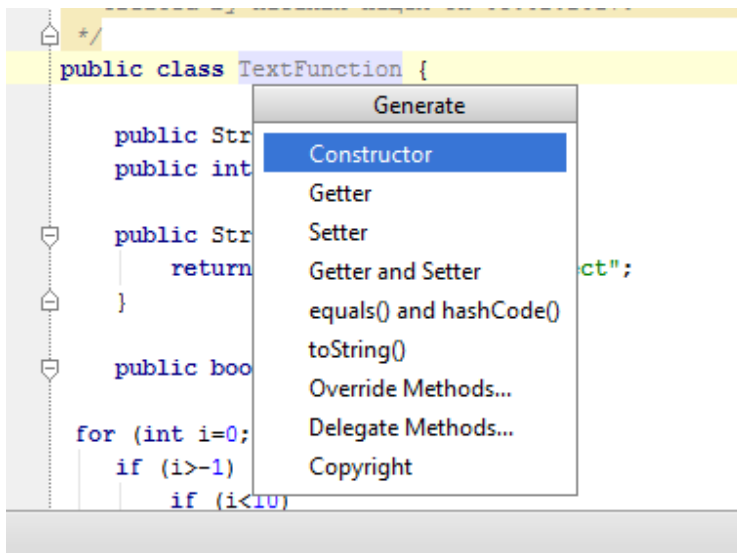 */
public class TextFunction {
Generate
public Str
Constructor
public int
Getter
public Str
Setter
return
Getter and Setter
ct";
}
equals() and hashCode()
toString()
public boo
Override Methods...
for (int i=0;
Delegate Methods...
if (i>-1)
Copyright
if (i<10)